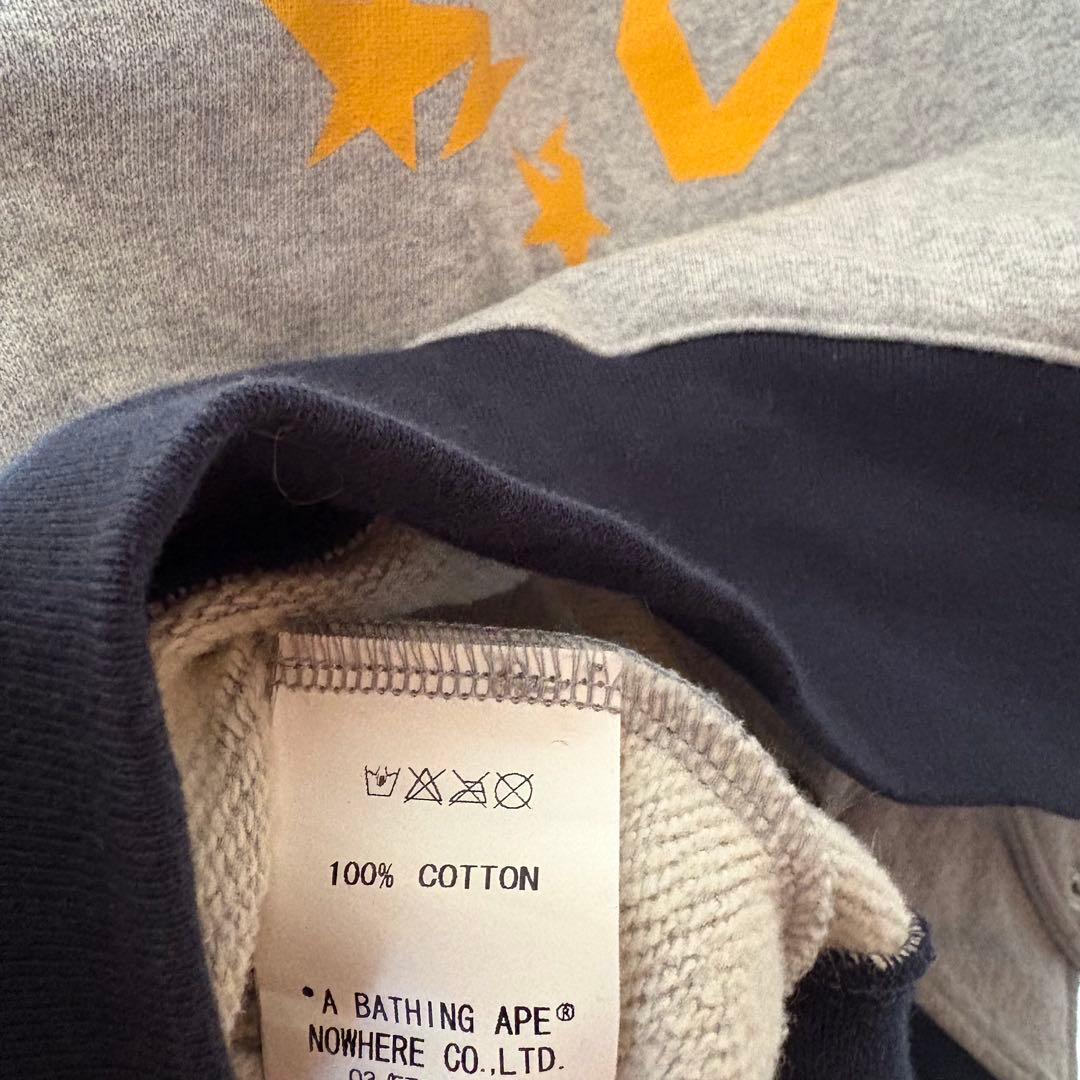 100% COTTON
"A BATHING APE®
NOWHERE CO.,LTD.